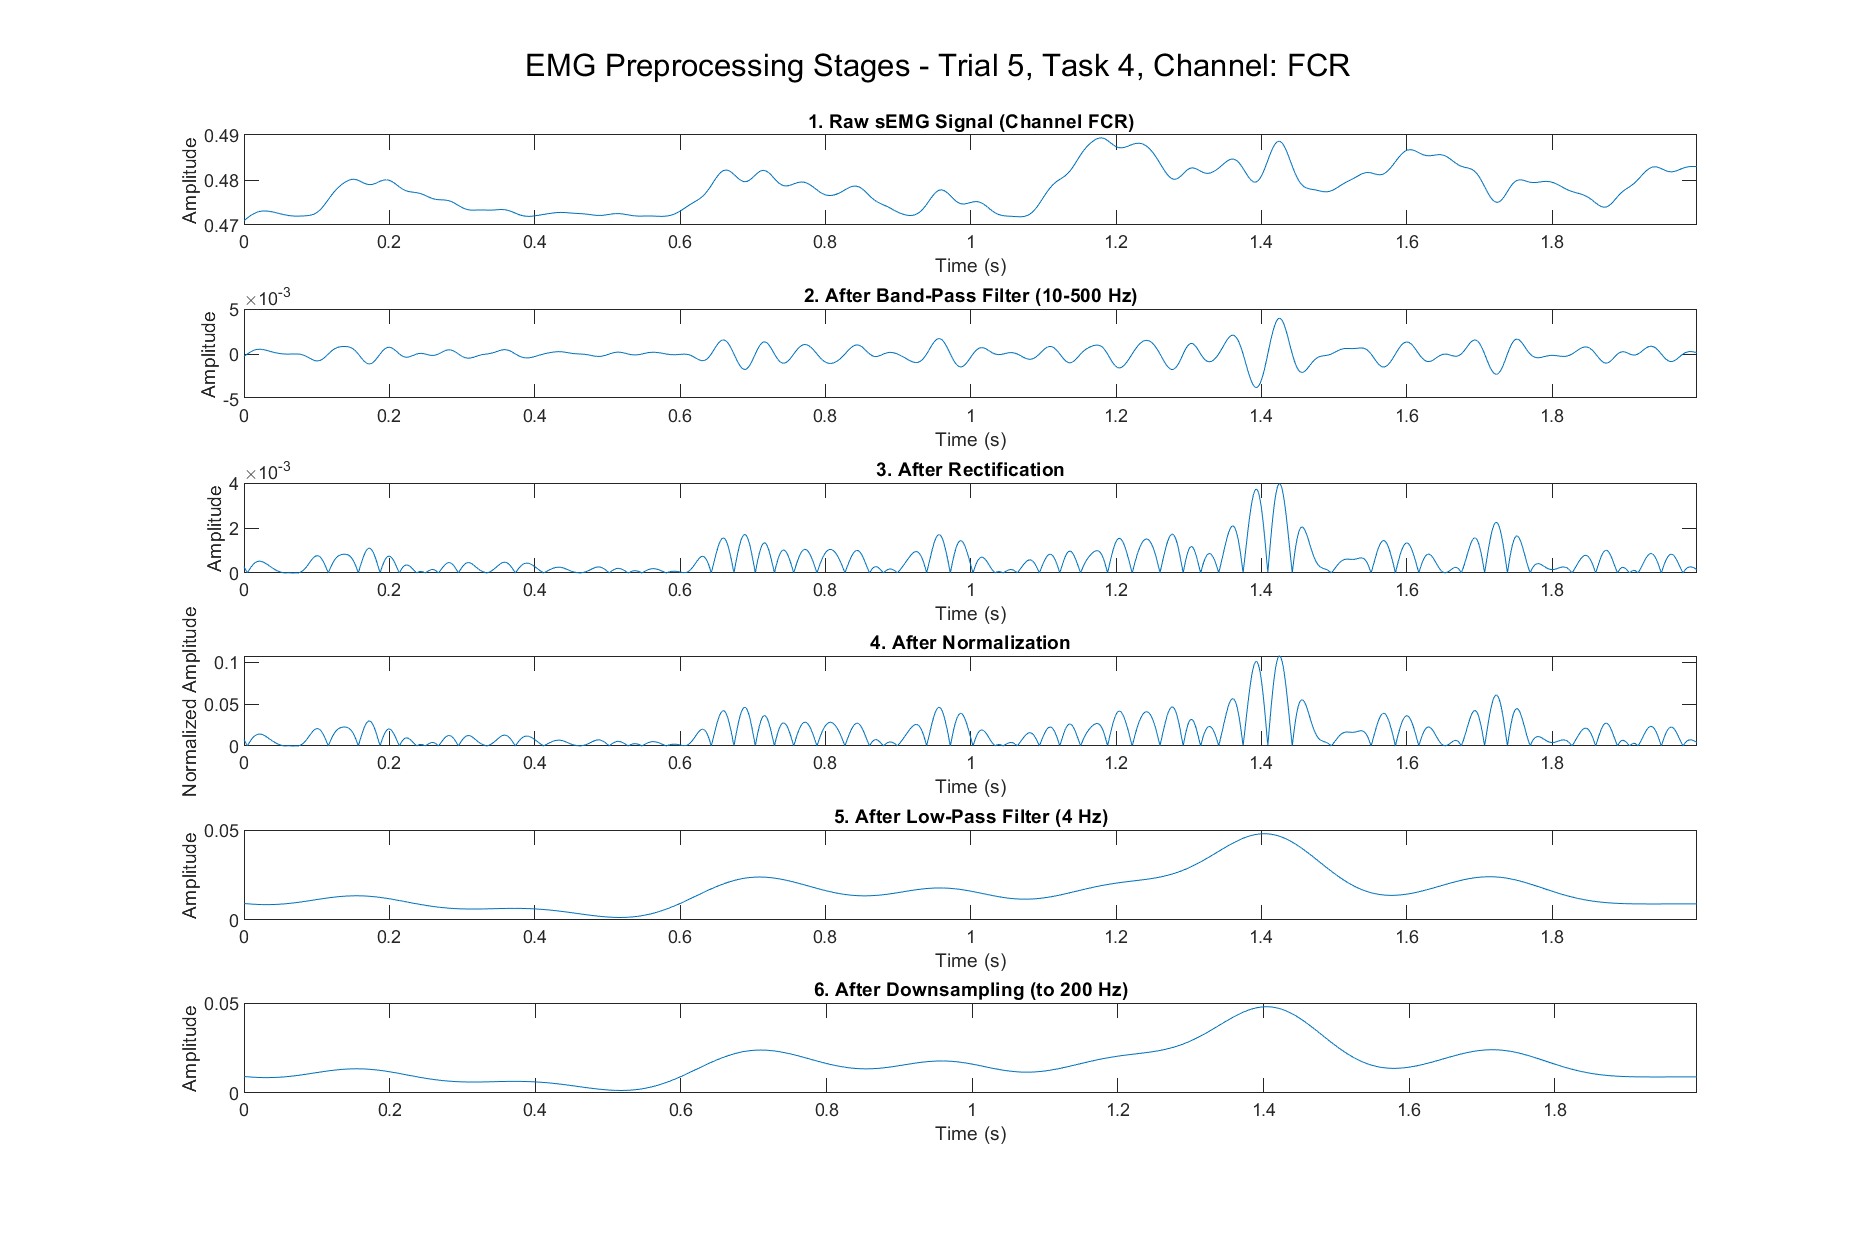 EMG Preprocessing Stages - Trial 5, Task 4, Channel: FCR
1. Raw sEMG Signal (Channel FCR)
Amplitude
0.49
0.48
0.47
0 0.2 0.4 0.6 0.8 1 1.2 1.4 1.6 1.8
Time (s)
2. After Band-Pass Filter (10-500 Hz)
×10-3
Amplitude
5
0
-5
0 0.2 0.4 0.6 0.8 1 1.2 1.4 1.6 1.8
Time (s)
3. After Rectification
×10-3
Amplitude
4
2
0
0 0.2 0.4 0.6 0.8 1 1.2 1.4 1.6 1.8
Time (s)
4. After Normalization
Normalized Amplitude
0.1
0.05
0
0 0.2 0.4 0.6 0.8 1 1.2 1.4 1.6 1.8
Time (s)
5. After Low-Pass Filter (4 Hz)
Amplitude
0.05
0
0 0.2 0.4 0.6 0.8 1 1.2 1.4 1.6 1.8
Time (s)
6. After Downsampling (to 200 Hz)
Amplitude
0.05
0
0 0.2 0.4 0.6 0.8 1 1.2 1.4 1.6 1.8
Time (s)